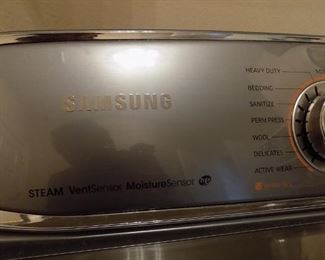 SAMSUNG
HEAVY DUTY
BEDDING
SANITIZE
PERM PRESS
WOOL
DELICATES
ACTIVE WEAR
STEAM VentSensor MoistureSensor